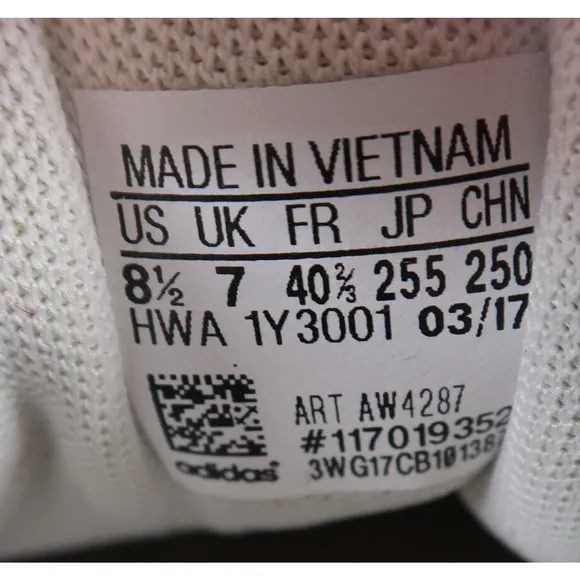 MADE IN VIETNAM
US UK FR JP CHN
8½ 7 40⅔ 255 250
HWA 1Y3001 03/17
ART AW4287
#117019352
3WG17CB101387
adidas